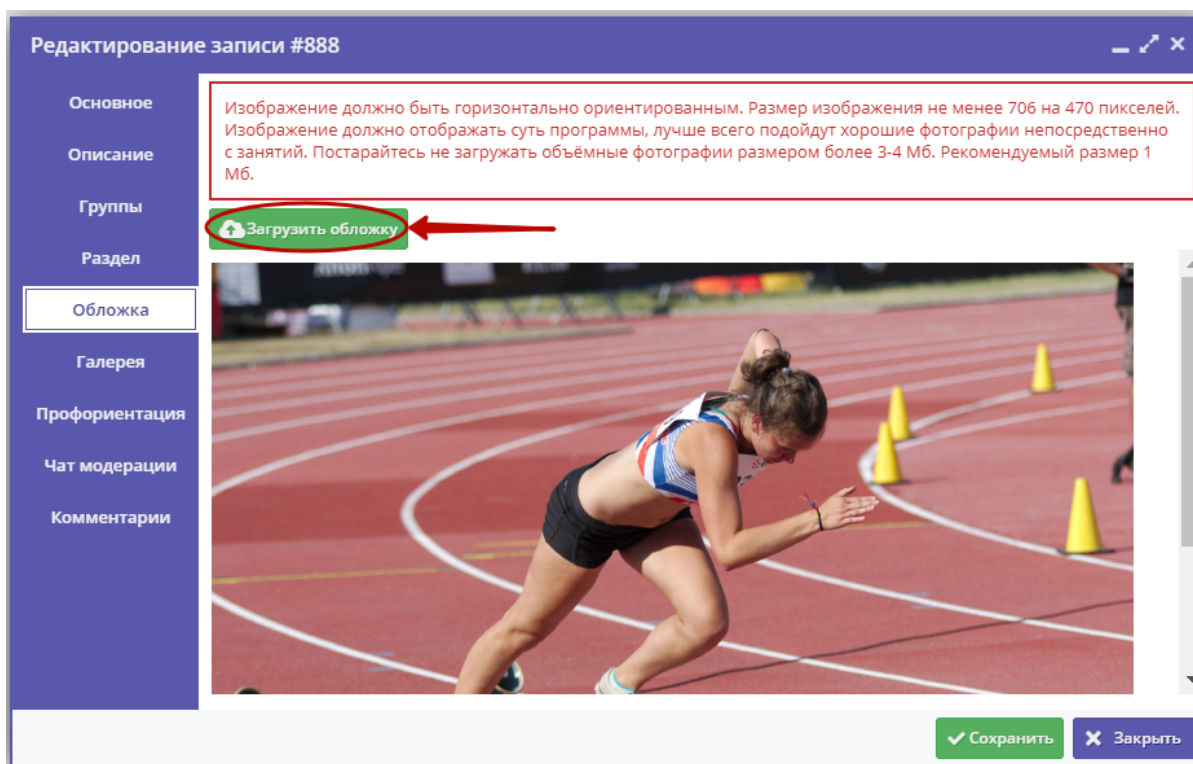 Редактирование записи #888
Основное
Описание
Группы
Раздел
Обложка
Галерея
Профориентация
Чат модерации
Комментарии
Изображение должно быть горизонтально ориентированным. Размер изображения не менее 706 на 470 пикселей.
Изображение должно отображать суть программы, лучше всего подойдут хорошие фотографии непосредственно
с занятий. Постарайтесь не загружать объёмные фотографии размером более 3-4 Мб. Рекомендуемый размер 1
Мб.
Загрузить обложку
Сохранить
Закрыть